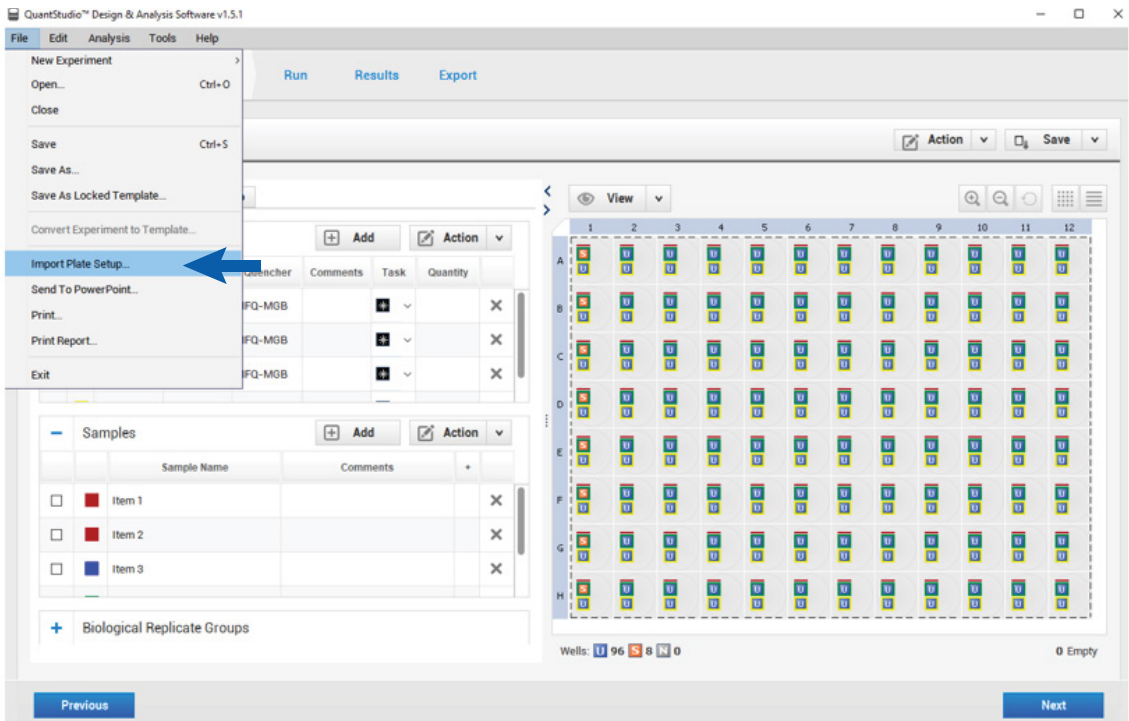 QuantStudio™ Design & Analysis Software v1.5.1
File Edit Analysis Tools Help
New Experiment
Open... Ctrl+O
Close
Save Ctrl+S
Save As...
Save As Locked Template...
Convert Experiment to Template...
Import Plate Setup...
Send To PowerPoint...
Print...
Print Report...
Exit
Run Results Export
Action Save
Add Action
Quencher Comments Task Quantity
FQ-MGB
FQ-MGB
FQ-MGB
Samples Add Action
Sample Name Comments +
Item 1
Item 2
Item 3
Biological Replicate Groups
View
1 2 3 4 5 6 7 8 9 10 11 12
A S U U U U U U U U U U U
U U U U U U U U U U U U
B S U U U U U U U U U U U
U U U U U U U U U U U U
C S U U U U U U U U U U U
U U U U U U U U U U U U
D S U U U U U U U U U U U
U U U U U U U U U U U U
E S U U U U U U U U U U U
U U U U U U U U U U U U
F S U U U U U U U U U U U
U U U U U U U U U U U U
G S U U U U U U U U U U U
U U U U U U U U U U U U
H S U U U U U U U U U U U
U U U U U U U U U U U U
Wells: U 96 S 8 N 0 0 Empty
Previous Next